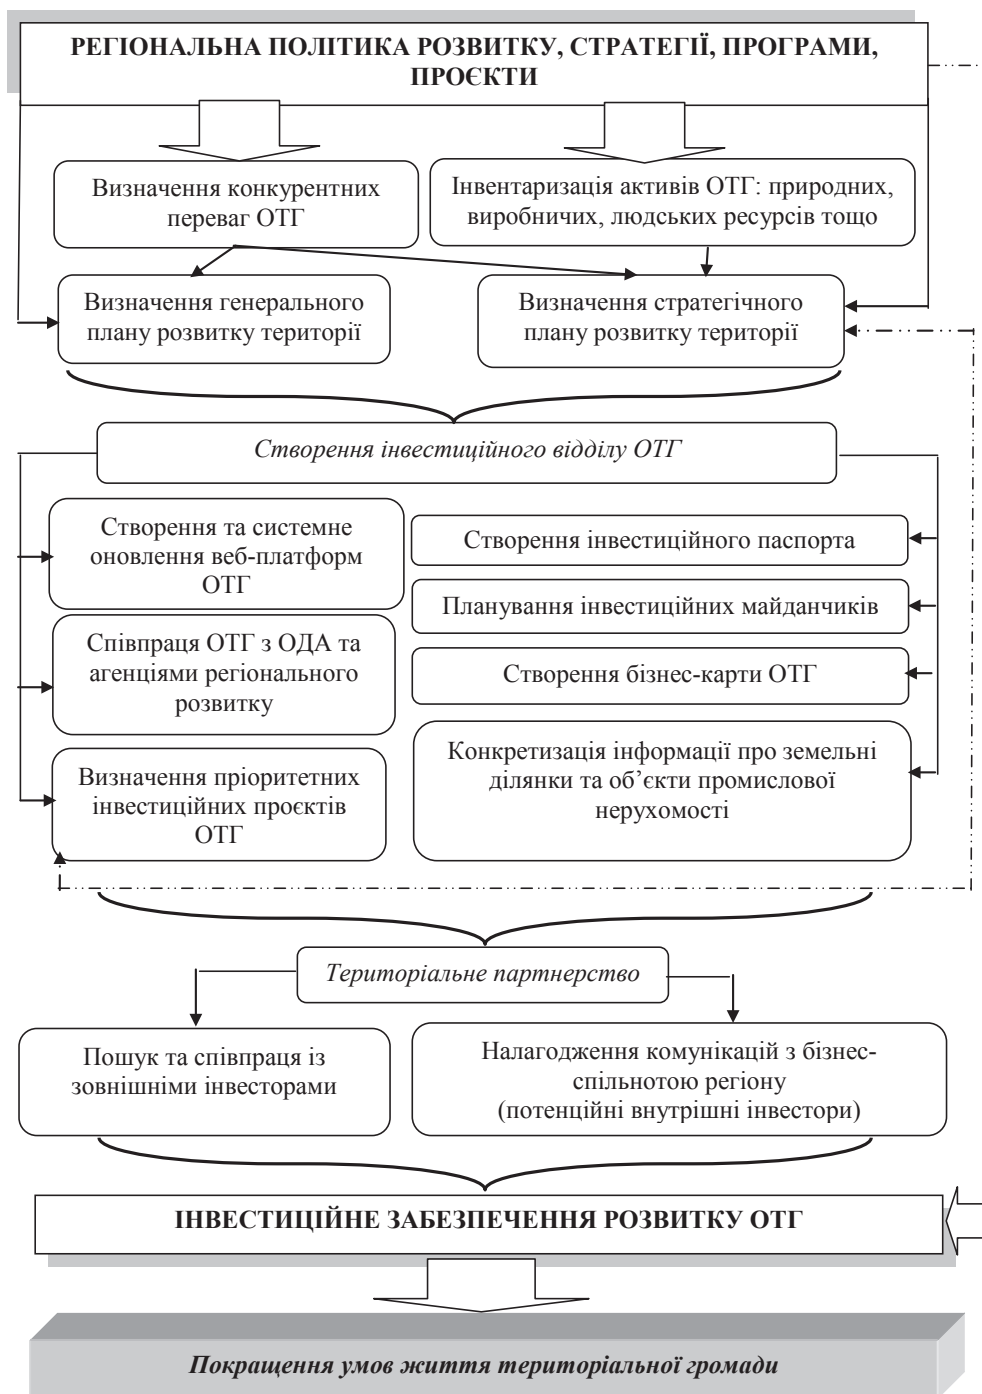 РЕГІОНАЛЬНА ПОЛІТИКА РОЗВИТКУ, СТРАТЕГІЇ, ПРОГРАМИ,
ПРОЄКТИ
Визначення конкурентних
переваг ОТГ
Інвентаризація активів ОТГ: природних,
виробничих, людських ресурсів тощо
Визначення генерального
плану розвитку території
Визначення стратегічного
плану розвитку території
Створення інвестиційного відділу ОТГ
Створення та системне
оновлення веб-платформ
ОТГ
Співпраця ОТГ з ОДА та
агенціями регіонального
розвитку
Визначення пріоритетних
інвестиційних проєктів
ОТГ
Створення інвестиційного паспорта
Планування інвестиційних майданчиків
Створення бізнес-карти ОТГ
Конкретизація інформації про земельні
ділянки та об’єкти промислової
нерухомості
Територіальне партнерство
Пошук та співпраця із
зовнішніми інвесторами
Налагодження комунікацій з бізнес-
спільнотою регіону
(потенційні внутрішні інвестори)
ІНВЕСТИЦІЙНЕ ЗАБЕЗПЕЧЕННЯ РОЗВИТКУ ОТГ
Покращення умов життя територіальної громади